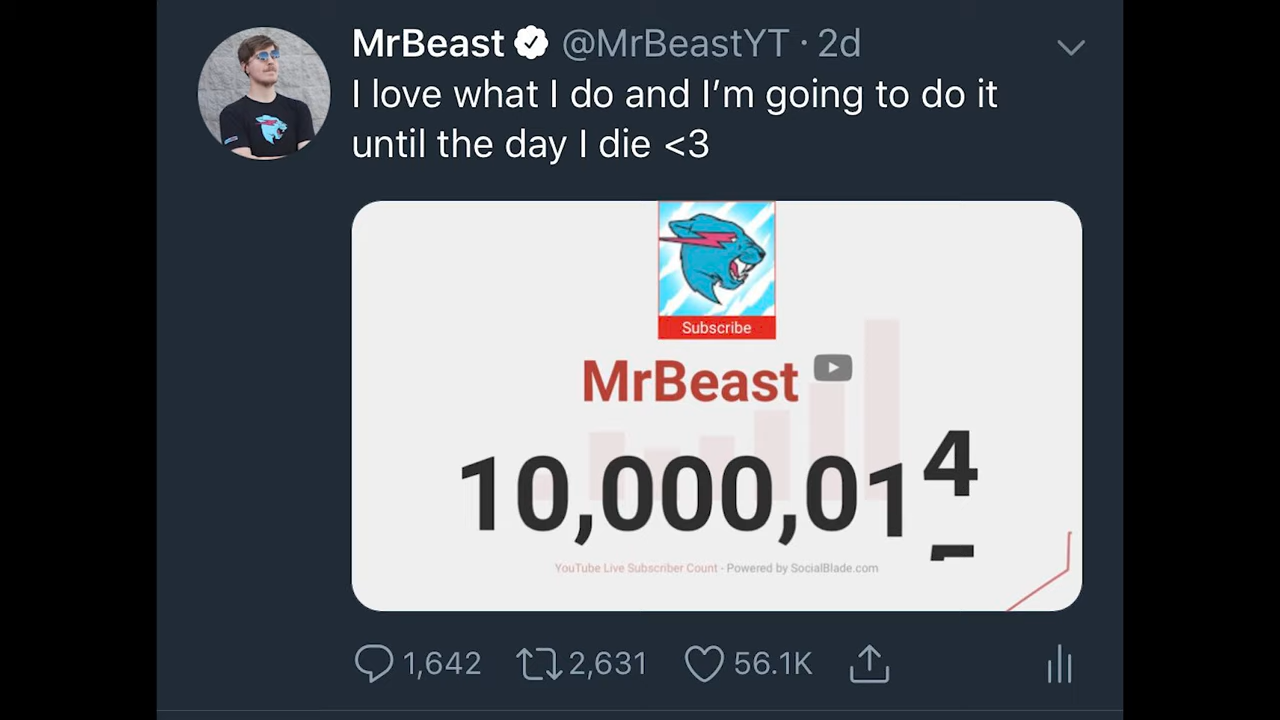 MrBeast @MrBeastYT · 2d
I love what I do and I’m going to do it
until the day I die <3
Subscribe
MrBeast
10,000,014
YouTube Live Subscriber Count - Powered by SocialBlade.com
1,642 2,631 56.1K